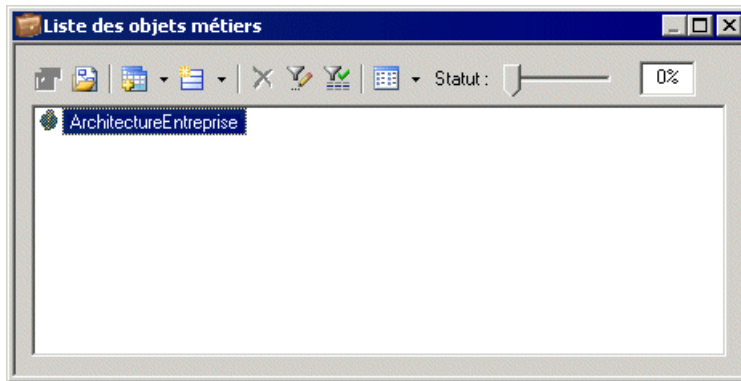 Liste des objets métiers
Statut : 0%
ArchitectureEntreprise